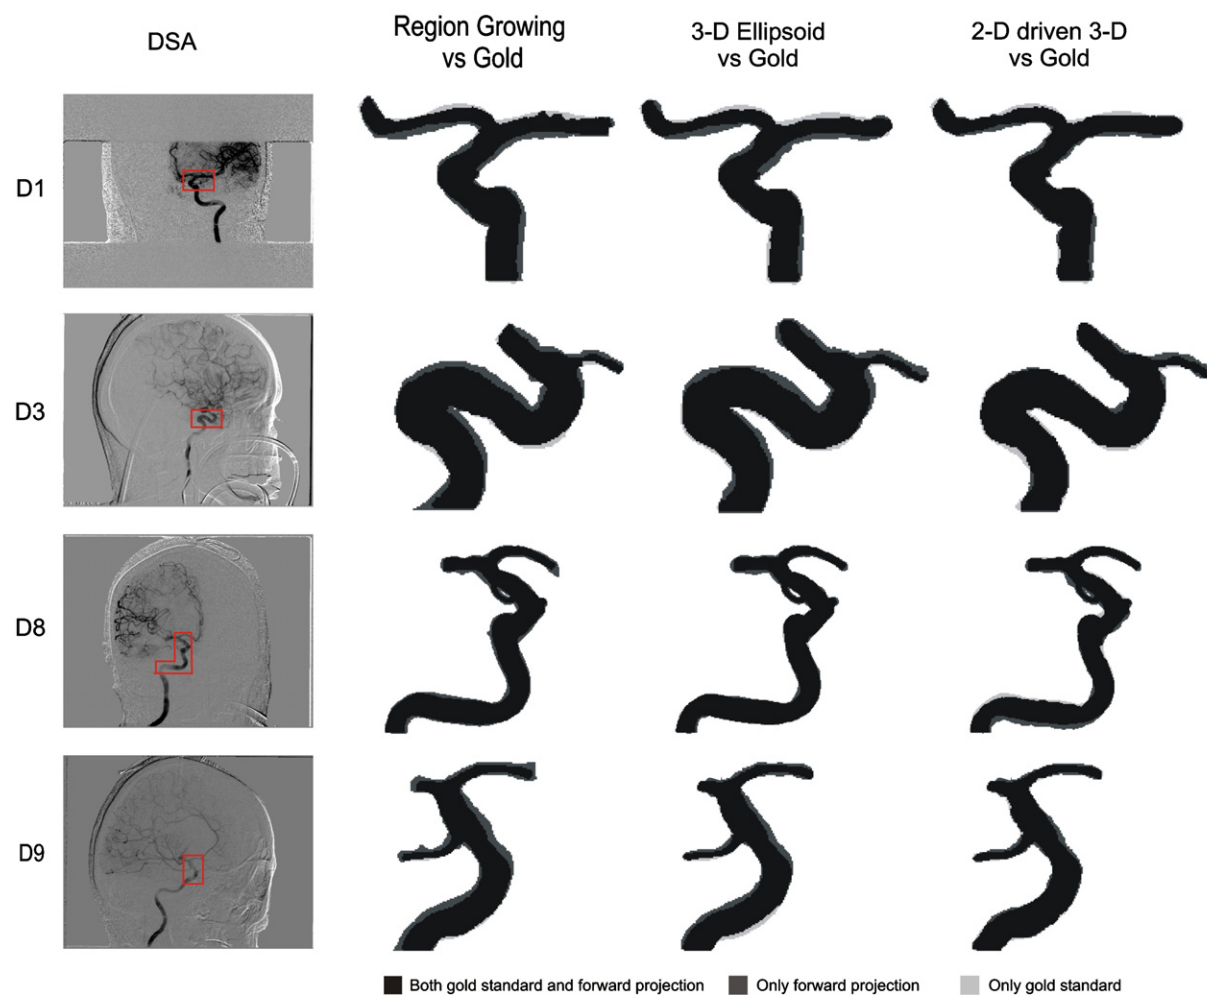 DSA
Region Growing
vs Gold
3-D Ellipsoid
vs Gold
2-D driven 3-D
vs Gold
D1
D3
D8
D9
Both gold standard and forward projection
Only forward projection
Only gold standard